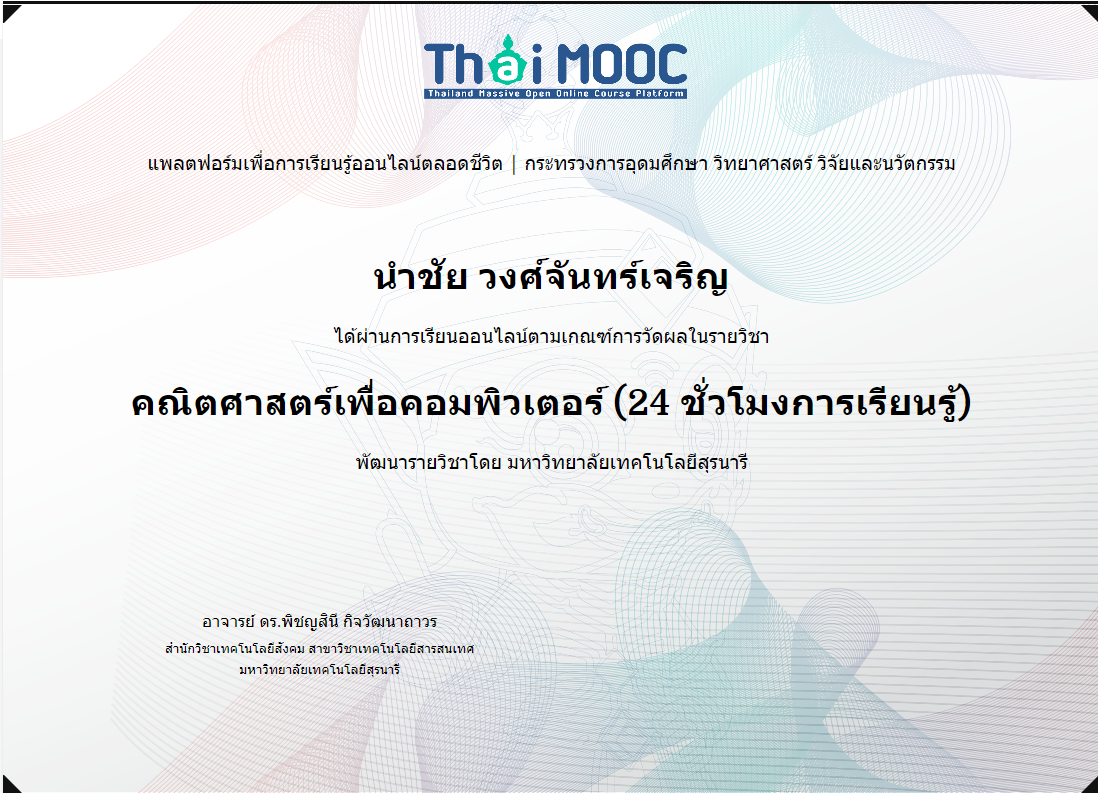 Thai MOOC
Thailand Massive Open Online Course Platform
แพลตฟอร์มเพื่อการเรียนรู้ออนไลน์ตลอดชีวิต | กระทรวงการอุดมศึกษา วิทยาศาสตร์ วิจัยและนวัตกรรม
นำชัย วงศ์จันทร์เจริญ
ได้ผ่านการเรียนออนไลน์ตามเกณฑ์การวัดผลในรายวิชา
คณิตศาสตร์เพื่อคอมพิวเตอร์ (24 ชั่วโมงการเรียนรู้)
พัฒนารายวิชาโดย มหาวิทยาลัยเทคโนโลยีสุรนารี
อาจารย์ ดร.พิชญสินี กิจวัฒนาถาวร
สำนักวิชาเทคโนโลยีสังคม สาขาวิชาเทคโนโลยีสารสนเทศ
มหาวิทยาลัยเทคโนโลยีสุรนารี